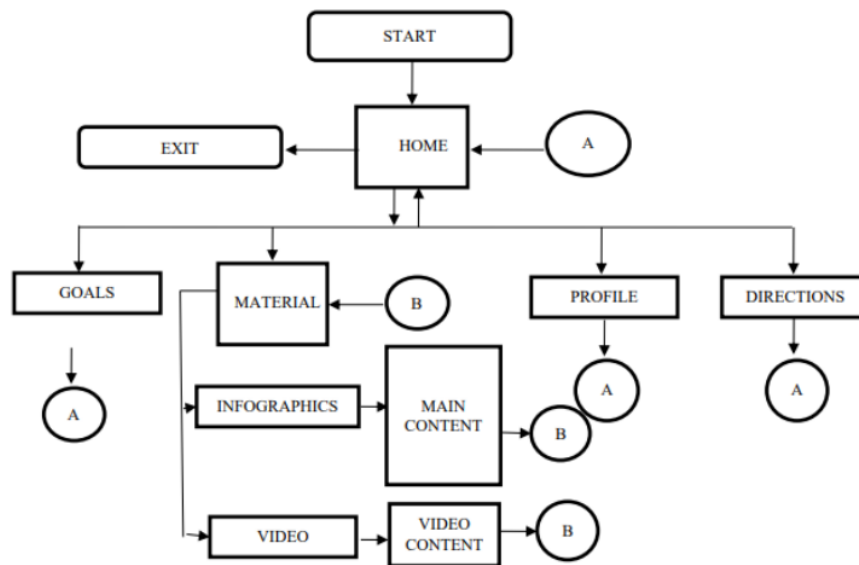 START
EXIT
HOME
A
GOALS
MATERIAL
B
PROFILE
DIRECTIONS
A
INFOGRAPHICS
MAIN
CONTENT
B
A
A
VIDEO
VIDEO
CONTENT
B